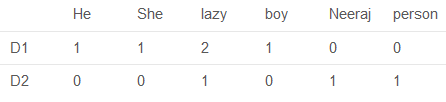 He She lazy boy Neeraj person
D1 1 1 2 1 0 0
D2 0 0 1 0 1 1